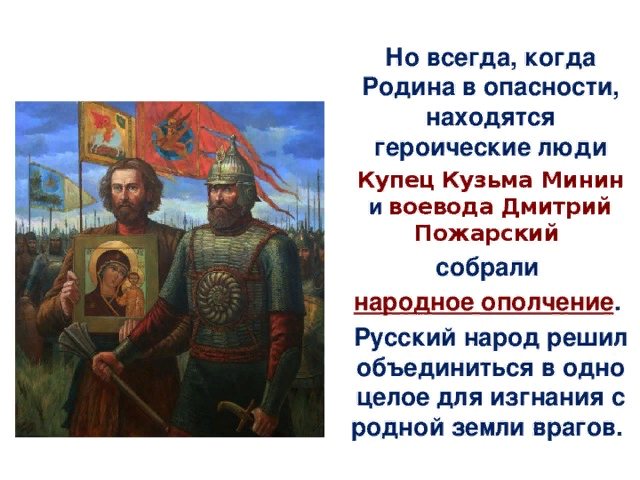 Но всегда, когда
Родина в опасности,
находятся
героические люди
Купец Кузьма Минин
и воевода Дмитрий
Пожарский
собрали
народное ополчение.
Русский народ решил
объединиться в одно
целое для изгнания с
родной земли врагов.